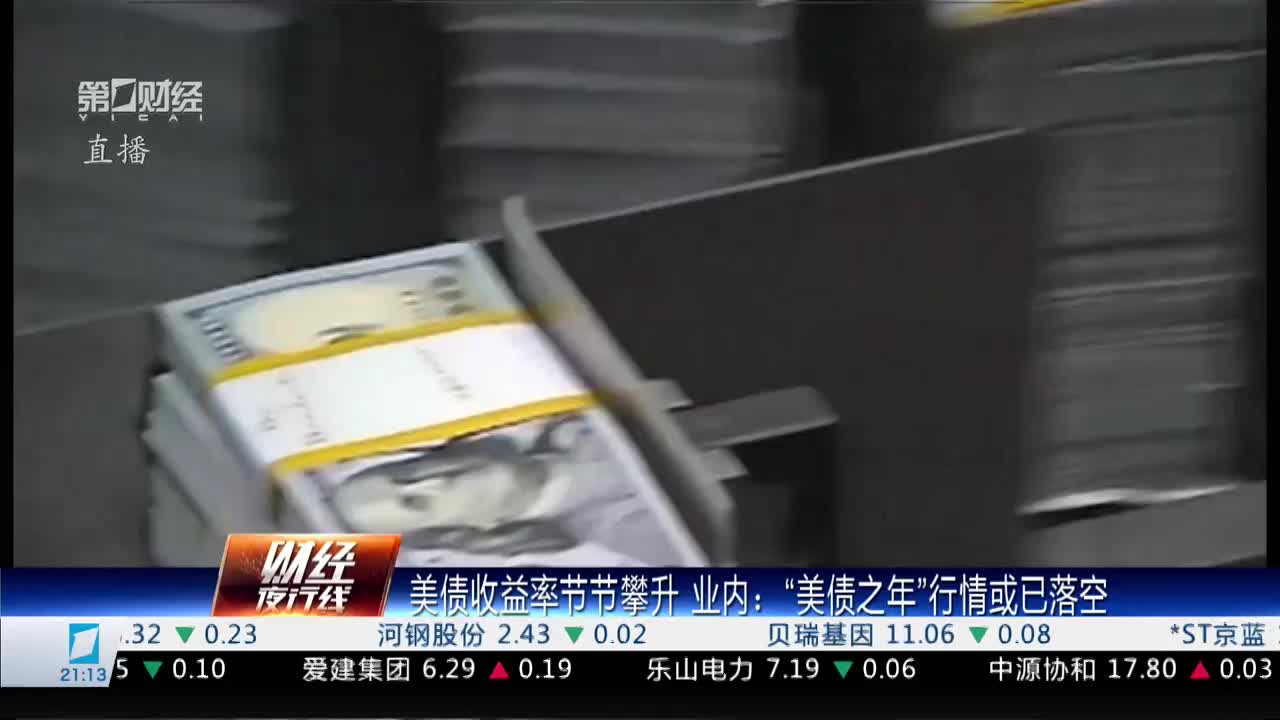 第一财经
YICAI
直播
财经夜行线
美债收益率节节攀升 业内：“美债之年”行情或已落空
.32 ▼ 0.23 河钢股份 2.43 ▼ 0.02 贝瑞基因 11.06 ▼ 0.08 *ST京蓝
21:13
5 ▼ 0.10 爱建集团 6.29 ▲ 0.19 乐山电力 7.19 ▼ 0.06 中源协和 17.80 ▲ 0.03